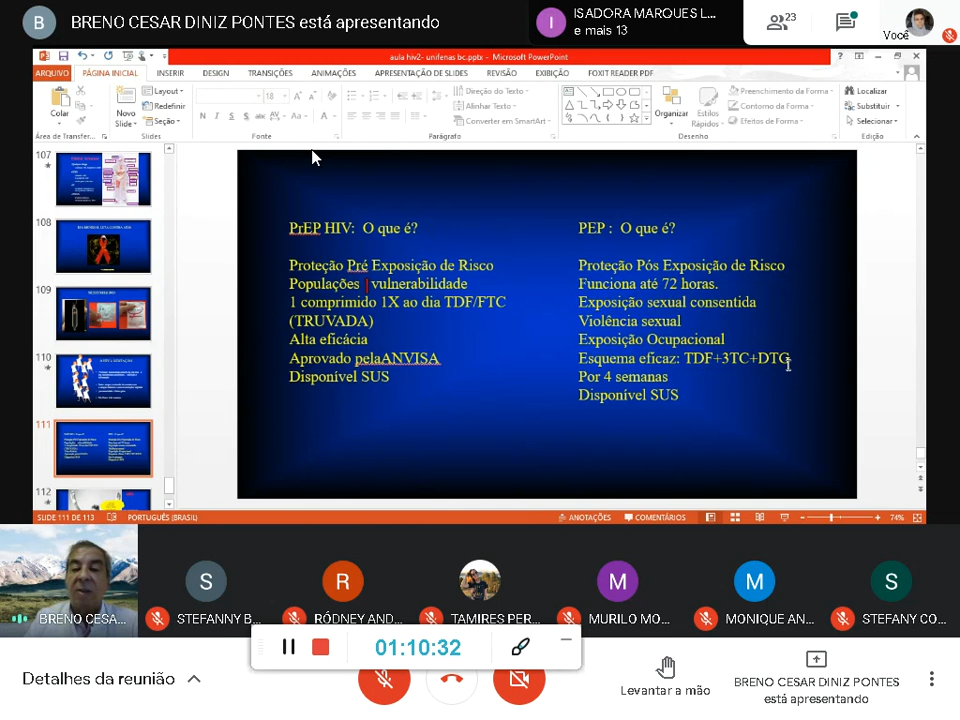 B
BRENO CESAR DINIZ PONTES está apresentando
I
ISADORA MARQUES L...
e mais 13
23
Você
aula hiv2- unifenas bc.pptx - Microsoft PowerPoint
ARQUIVO
PÁGINA INICIAL
INSERIR
DESIGN
TRANSIÇÕES
ANIMAÇÕES
APRESENTAÇÃO DE SLIDES
REVISÃO
EXIBIÇÃO
FOXIT READER PDF
Colar
Novo
Slide
Layout
Redefinir
Seção
18
N I S
Direção do Texto
Alinhar Texto
Converter em SmartArt
Organizar
Estilos
Rápidos
Preenchimento da Forma
Contorno da Forma
Efeitos de Forma
Localizar
Substituir
Selecionar
Área de Transfer...
Slides
Fonte
Parágrafo
Desenho
Edição
107
108
109
110
111
112
PrEP HIV: O que é?
Proteção Pré Exposição de Risco
Populações | vulnerabilidade
1 comprimido 1X ao dia TDF/FTC
(TRUVADA)
Alta eficácia
Aprovado pelaANVISA
Disponível SUS
PEP : O que é?
Proteção Pós Exposição de Risco
Funciona até 72 horas.
Exposição sexual consentida
Violência sexual
Exposição Ocupacional
Esquema eficaz: TDF+3TC+DTG
Por 4 semanas
Disponível SUS
SLIDE 111 DE 113
PORTUGUÊS (BRASIL)
ANOTAÇÕES
COMENTÁRIOS
74%
S
R
M
M
S
BRENO CESA...
STEFANNY B...
RÓDNEY AND...
TAMIRES PER...
MURILO MO...
MONIQUE AN...
STEFANY CO...
01:10:32
Detalhes da reunião
Levantar a mão
BRENO CESAR DINIZ PONTES
está apresentando